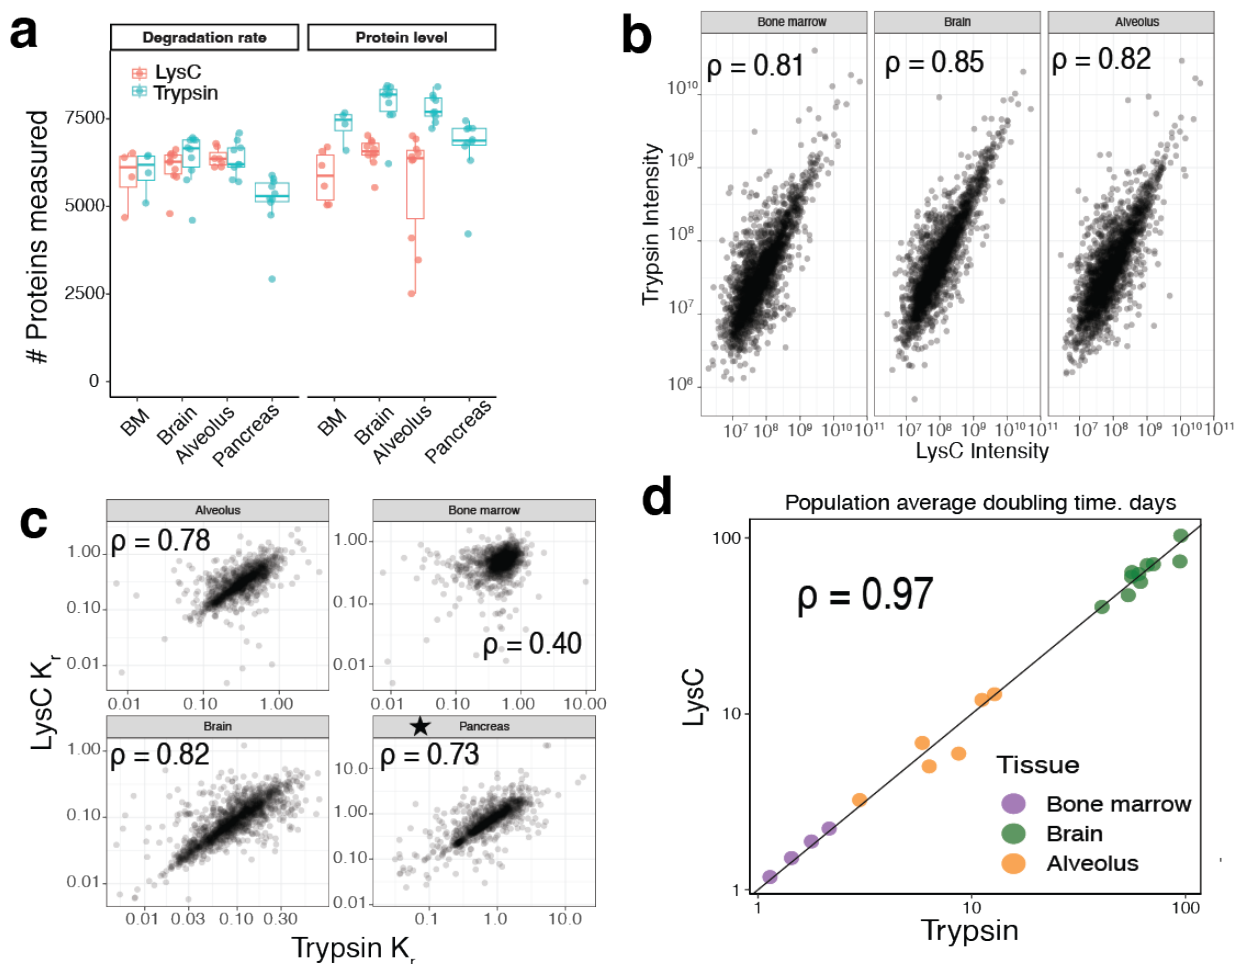 a
Degradation rate
Protein level
LysC
Trypsin
# Proteins measured
7500
5000
2500
0
BM
Brain
Alveolus
Pancreas
BM
Brain
Alveolus
Pancreas
b
Bone marrow
Brain
Alveolus
ρ = 0.81
ρ = 0.85
ρ = 0.82
Trypsin Intensity
10¹⁰
10⁹
10⁸
10⁷
10⁶
10⁷ 10⁸ 10⁹ 10¹⁰ 10¹¹
10⁷ 10⁸ 10⁹ 10¹⁰ 10¹¹
10⁷ 10⁸ 10⁹ 10¹⁰ 10¹¹
LysC Intensity
c
Alveolus
Bone marrow
ρ = 0.78
ρ = 0.40
1.00
0.10
0.01
1.00
0.10
0.01
0.01 0.10 1.00
0.01 0.10 1.00 10.00
LysC Kr
Brain
★ Pancreas
ρ = 0.82
ρ = 0.73
1.00
0.10
0.01
10.0
1.00
0.10
0.01
0.01 0.03 0.10 0.30
0.1 1.0 10.0
Trypsin Kr
d
Population average doubling time. days
ρ = 0.97
100
10
1
LysC
Tissue
Bone marrow
Brain
Alveolus
1 10 100
Trypsin